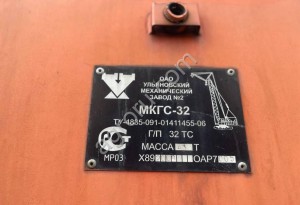 ОАО
УЛЬЯНОВСКИЙ
МЕХАНИЧЕСКИЙ
ЗАВОД №2
МКГС-32
ТУ-4835-091-01411455-06
Г/П 32 ТС
МАССА Т
МР03 Х89 ОАР7